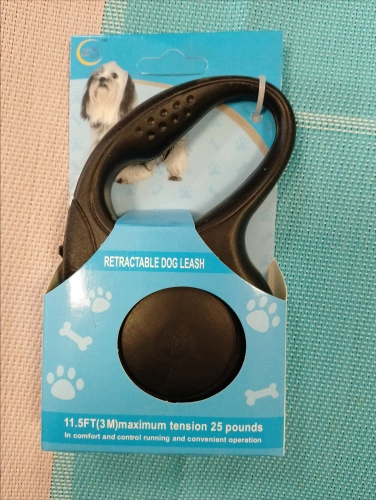 RETRACTABLE DOG LEASH
11.5FT(3M)maximum tension 25 pounds
In comfort and control running and convenient operation